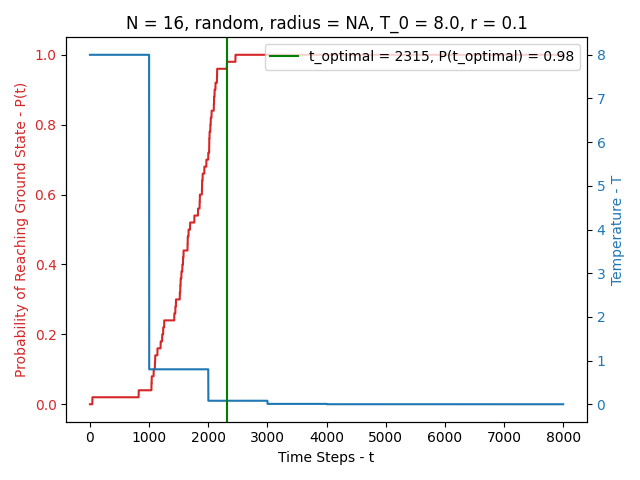 N = 16, random, radius = NA, T_0 = 8.0, r = 0.1
t_optimal = 2315, P(t_optimal) = 0.98
Probability of Reaching Ground State - P(t)
1.0
0.8
0.6
0.4
0.2
0.0
8
7
6
5
4
3
2
1
0
Temperature - T
0 1000 2000 3000 4000 5000 6000 7000 8000
Time Steps - t